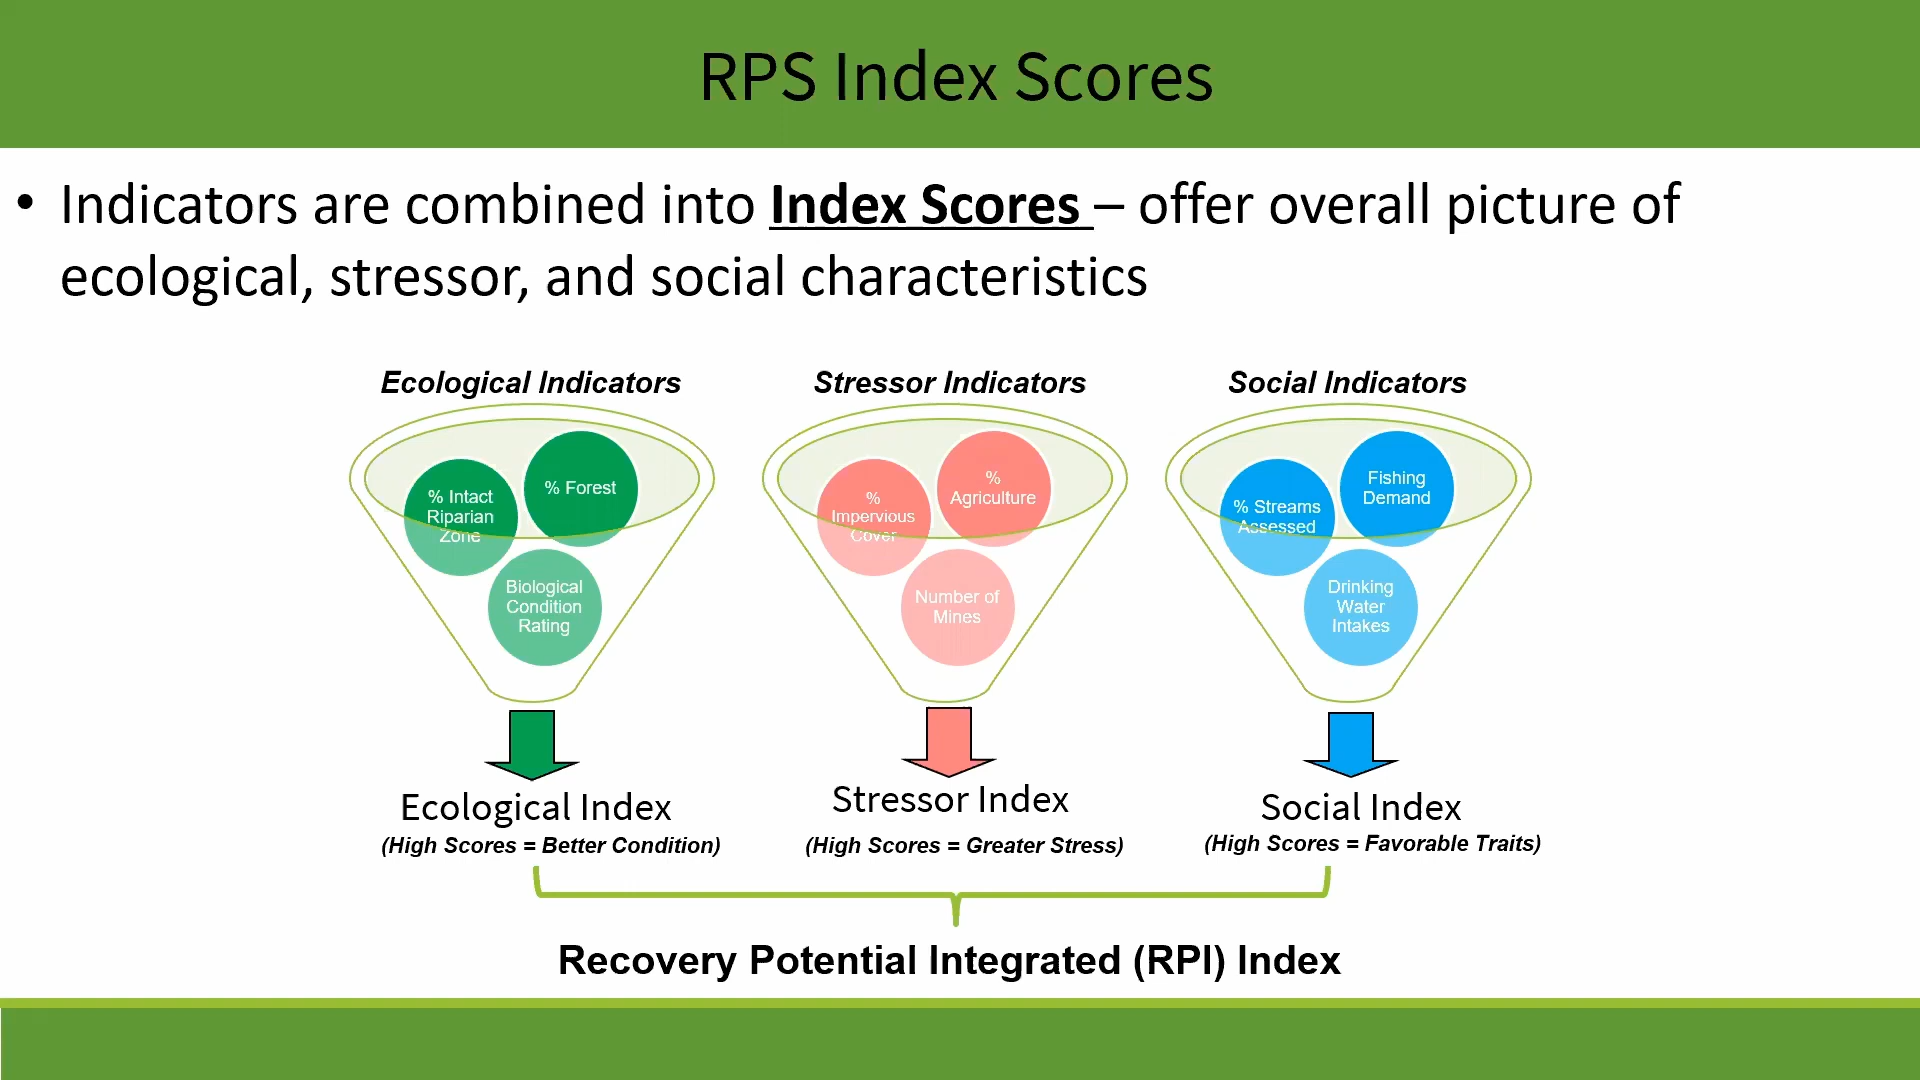 RPS Index Scores
• Indicators are combined into Index Scores – offer overall picture of
ecological, stressor, and social characteristics
Ecological Indicators
% Intact
Riparian
Zone
% Forest
Biological
Condition
Rating
Stressor Indicators
%
Impervious
Cover
%
Agriculture
Number of
Mines
Social Indicators
% Streams
Assessed
Fishing
Demand
Drinking
Water
Intakes
Ecological Index
(High Scores = Better Condition)
Stressor Index
(High Scores = Greater Stress)
Social Index
(High Scores = Favorable Traits)
Recovery Potential Integrated (RPI) Index